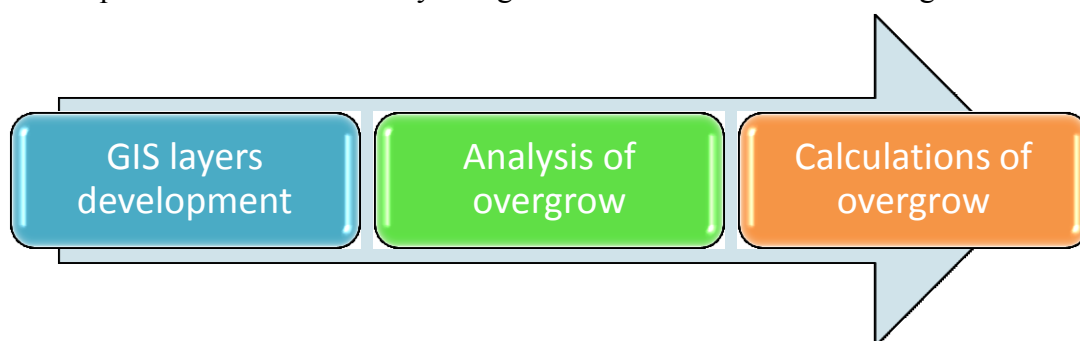 GIS layers
development
Analysis of
overgrow
Calculations of
overgrow